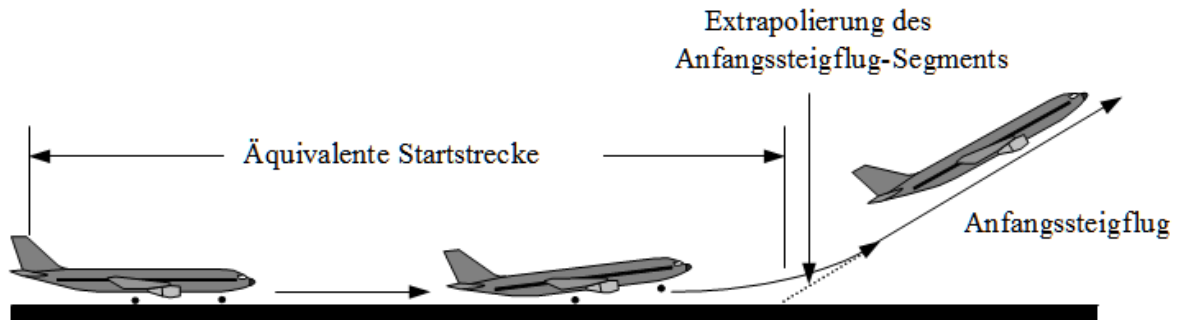 Extrapolierung des
Anfangssteigflug-Segments
Äquivalente Startstrecke
Anfangssteigflug